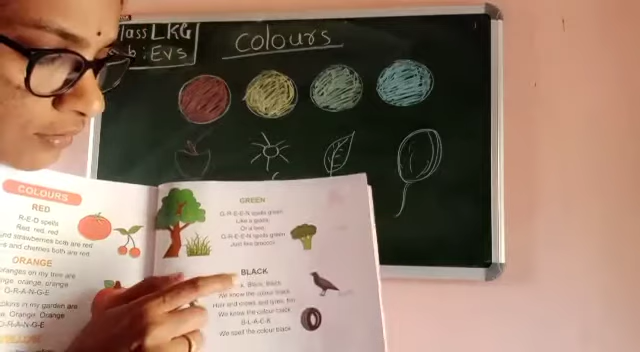 lass LKG
b : Evs
Colours
COLOURS
RED
R-E-D spells
Red, red, red
and strawberries both are red
s and cherries both are red
ORANGE
oranges on my tree are
nge, orange, orange
O-R-A-N-G-E
in my garden are
e, Orange, Orange
O-R-A-N-G-E
GREEN
G-R-E-E-N spells green
Like a
Or a tree
G-R-E-E-N spells green
Just like broccoli
BLACK
k, Black, Black
We know the colour black
Hair and crows and tyres, too
We know the colour black
B-L-A-C-K
We spell the colour black